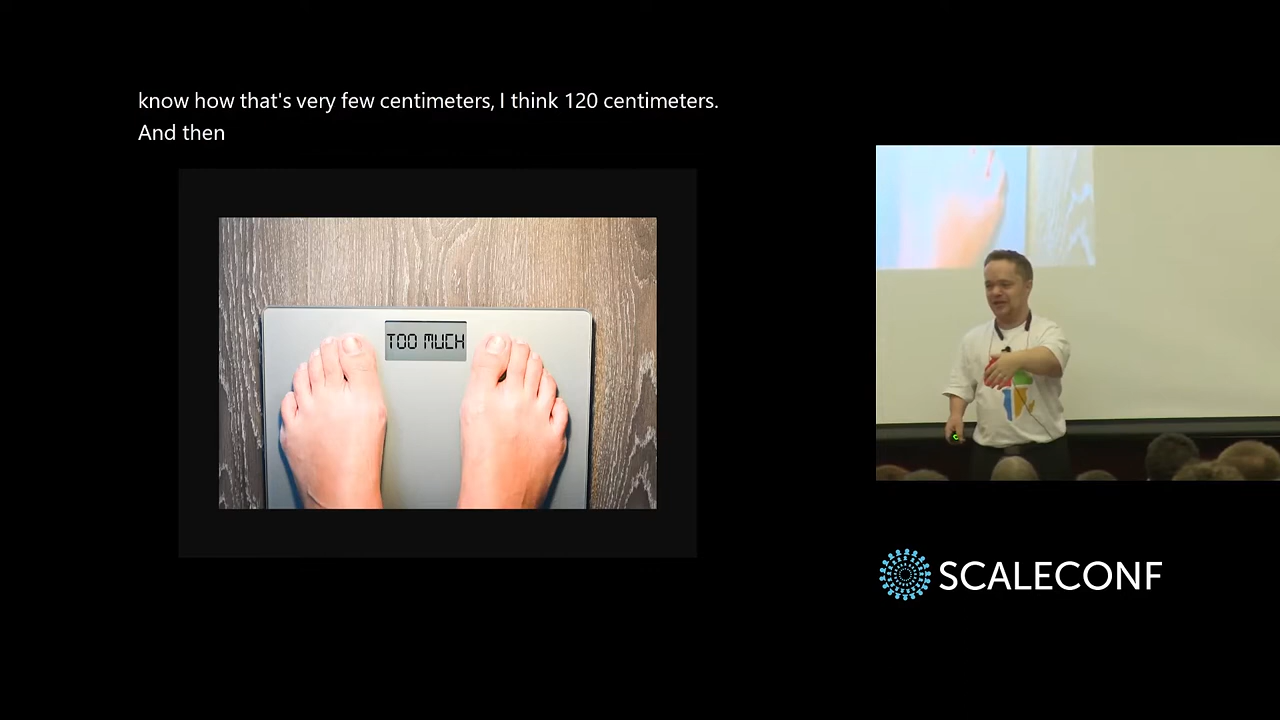 know how that's very few centimeters, I think 120 centimeters.
And then
TOO MUCH
SCALECONF